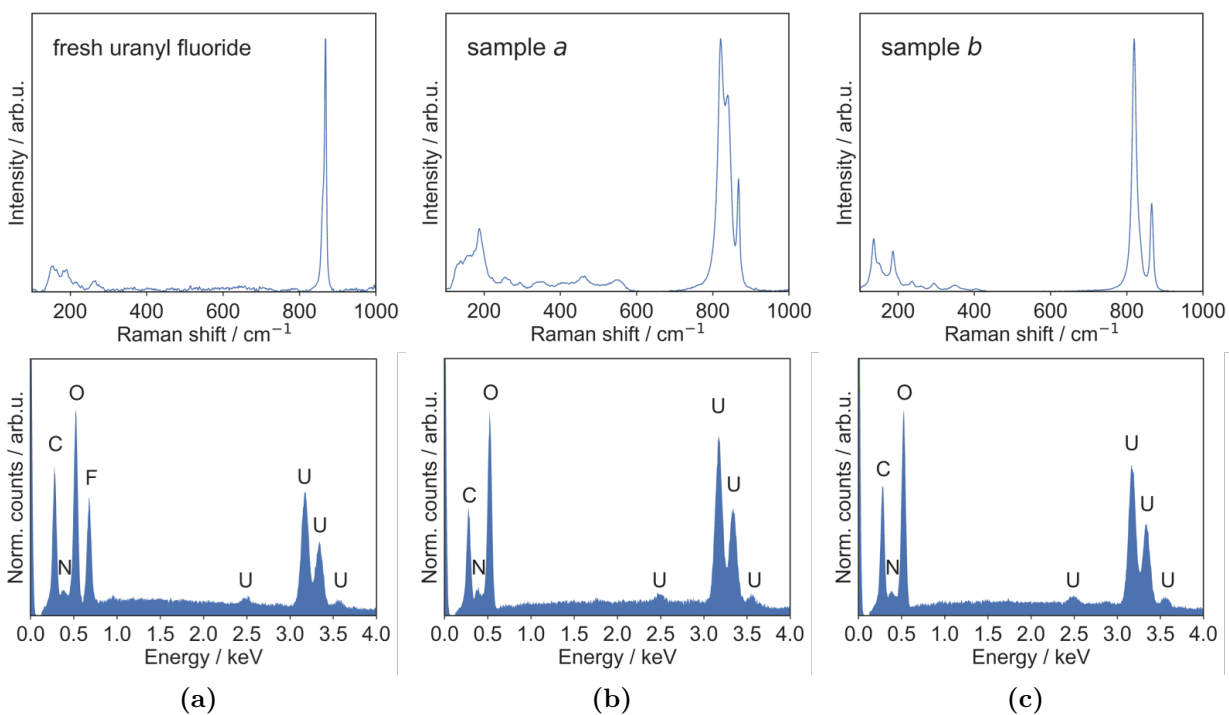 fresh uranyl fluoride
Intensity / arb.u.
200 400 600 800 1000
Raman shift / cm⁻¹
sample a
Intensity / arb.u.
200 400 600 800 1000
Raman shift / cm⁻¹
sample b
Intensity / arb.u.
200 400 600 800 1000
Raman shift / cm⁻¹
Norm. counts / arb.u.
C N O F U U U U
0.0 0.5 1.0 1.5 2.0 2.5 3.0 3.5 4.0
Energy / keV
(a)
Norm. counts / arb.u.
C N O U U U U
0.0 0.5 1.0 1.5 2.0 2.5 3.0 3.5 4.0
Energy / keV
(b)
Norm. counts / arb.u.
C N O U U U U
0.0 0.5 1.0 1.5 2.0 2.5 3.0 3.5 4.0
Energy / keV
(c)